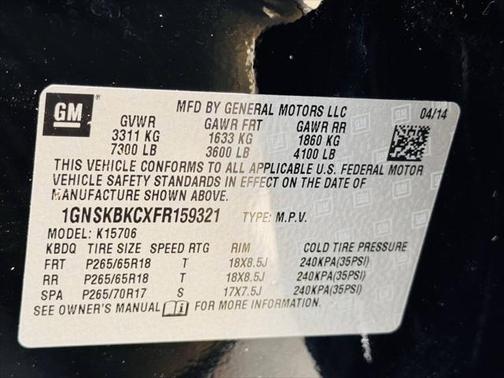 GM
MFD BY GENERAL MOTORS LLC 04/14
GVWR GAWR FRT GAWR RR
3311 KG 1633 KG 1860 KG
7300 LB 3600 LB 4100 LB
THIS VEHICLE CONFORMS TO ALL APPLICABLE U.S. FEDERAL MOTOR
VEHICLE SAFETY STANDARDS IN EFFECT ON THE DATE OF
MANUFACTURE SHOWN ABOVE.
1GNSKBKCXFR159321 TYPE: M.P.V.
MODEL: K15706
KBDQ TIRE SIZE SPEED RTG RIM COLD TIRE PRESSURE
FRT P265/65R18 T 18X8.5J 240KPA(35PSI)
RR P265/65R18 T 18X8.5J 240KPA(35PSI)
SPA P265/70R17 S 17X7.5J 240KPA(35PSI)
SEE OWNER'S MANUAL FOR MORE INFORMATION.